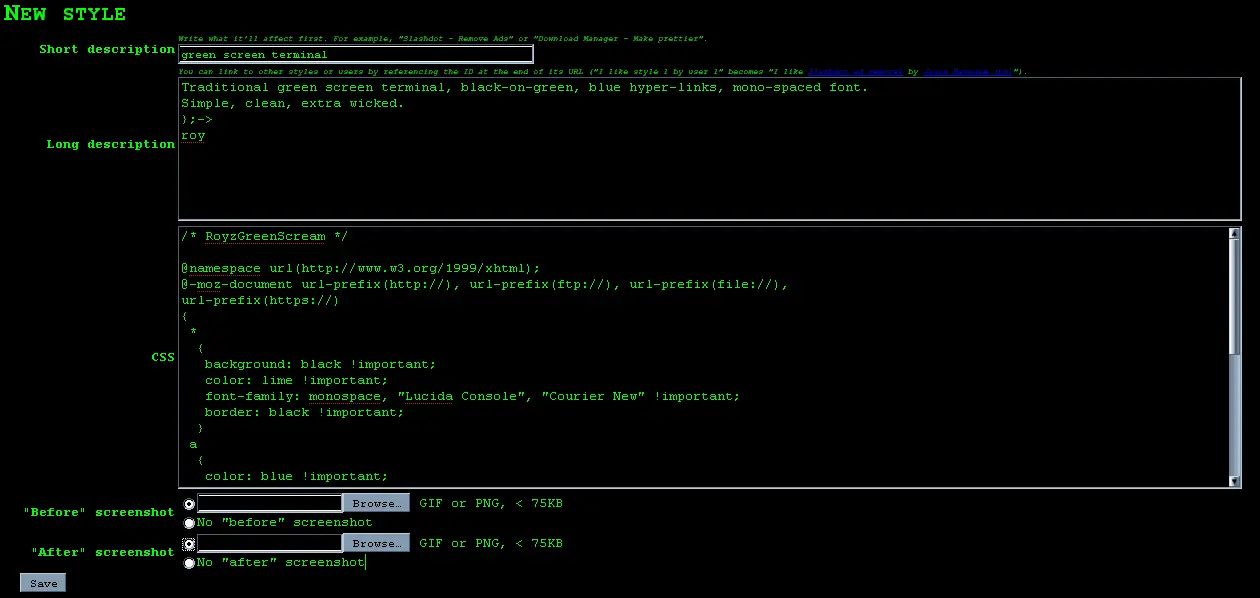 New style
Write what it'll affect first. For example, "Slashdot - Remove Ads" or "Download Manager - Make prettier".
Short description
green screen terminal
You can link to other styles or users by referencing the ID at the end of its URL ("I like style 1 by user 1" becomes "I like by
Long description
Traditional green screen terminal, black-on-green, blue hyper-links, mono-spaced font.
Simple, clean, extra wicked.
};->
roy
CSS
/* RoyzGreenScream */
@namespace url(http://www.w3.org/1999/xhtml);
@-moz-document url-prefix(http://), url-prefix(ftp://), url-prefix(file://),
url-prefix(https://)
{
*
{
background: black !important;
color: lime !important;
font-family: monospace, "Lucida Console", "Courier New" !important;
border: black !important;
}
a
{
color: blue !important;
"Before" screenshot
Browse… GIF or PNG, < 75KB
No "before" screenshot
"After" screenshot
Browse… GIF or PNG, < 75KB
No "after" screenshot
Save